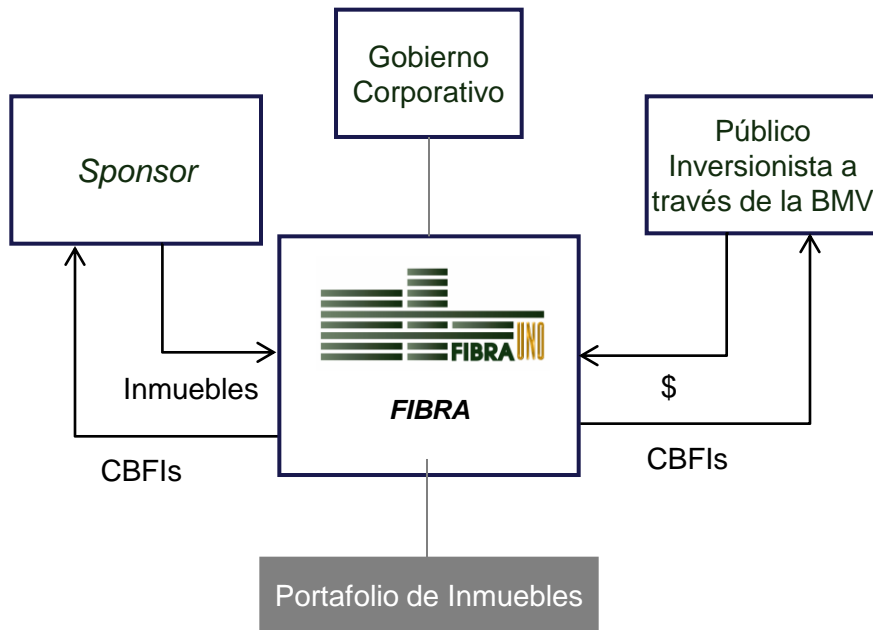 Gobierno
Corporativo
Sponsor
Público
Inversionista a
través de la BMV
FIBRA UNO
FIBRA
Inmuebles
CBFIs
$
CBFIs
Portafolio de Inmuebles